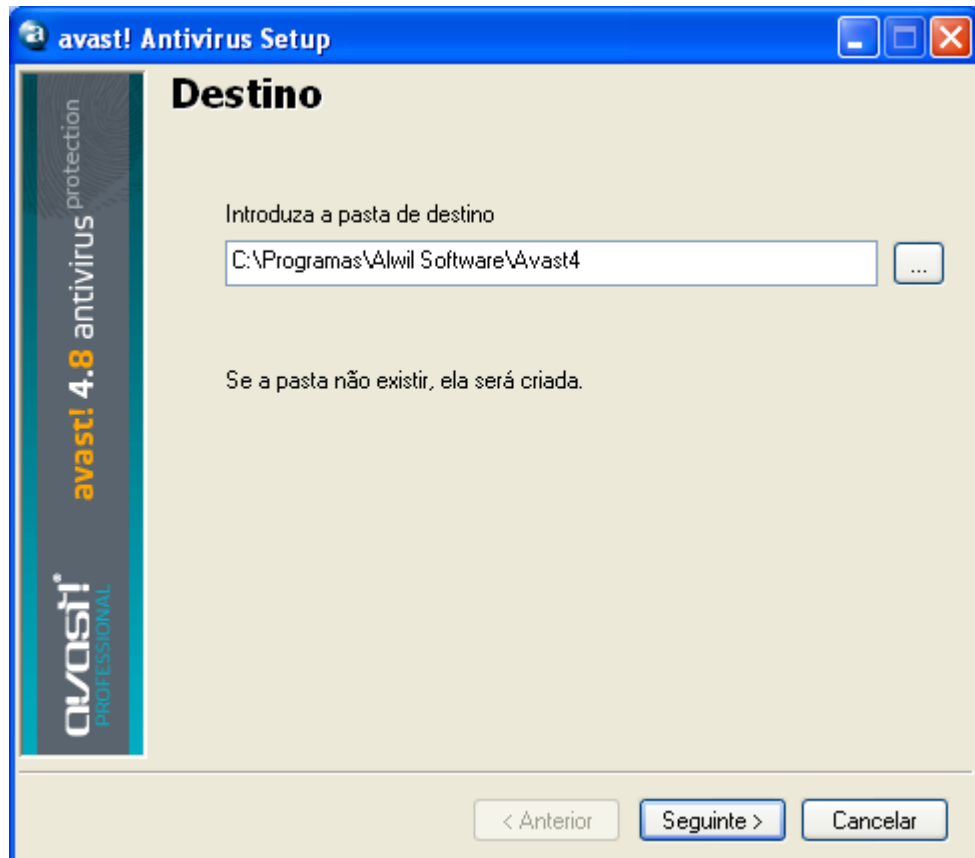 avast! Antivirus Setup
Destino
Introduza a pasta de destino
C:\Programas\Alwil Software\Avast4
...
Se a pasta não existir, ela será criada.
avast! 4.8 antivirus protection
avast!®
PROFESSIONAL
< Anterior
Seguinte >
Cancelar